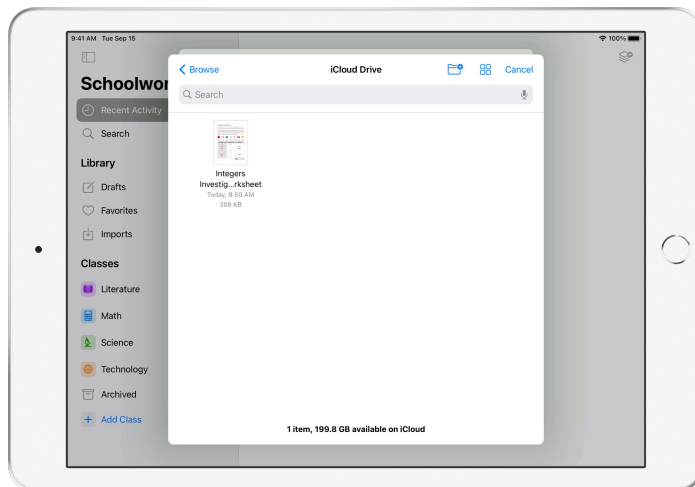 9:41 AM Tue Sep 15
100%
Schoolwor
Recent Activity
Search
Library
Drafts
Favorites
Imports
Classes
Literature
Math
Science
Technology
Archived
Add Class
Browse
iCloud Drive
Cancel
Search
Integers
Investig...rksheet
Today, 8:50 AM
308 KB
1 item, 199.8 GB available on iCloud